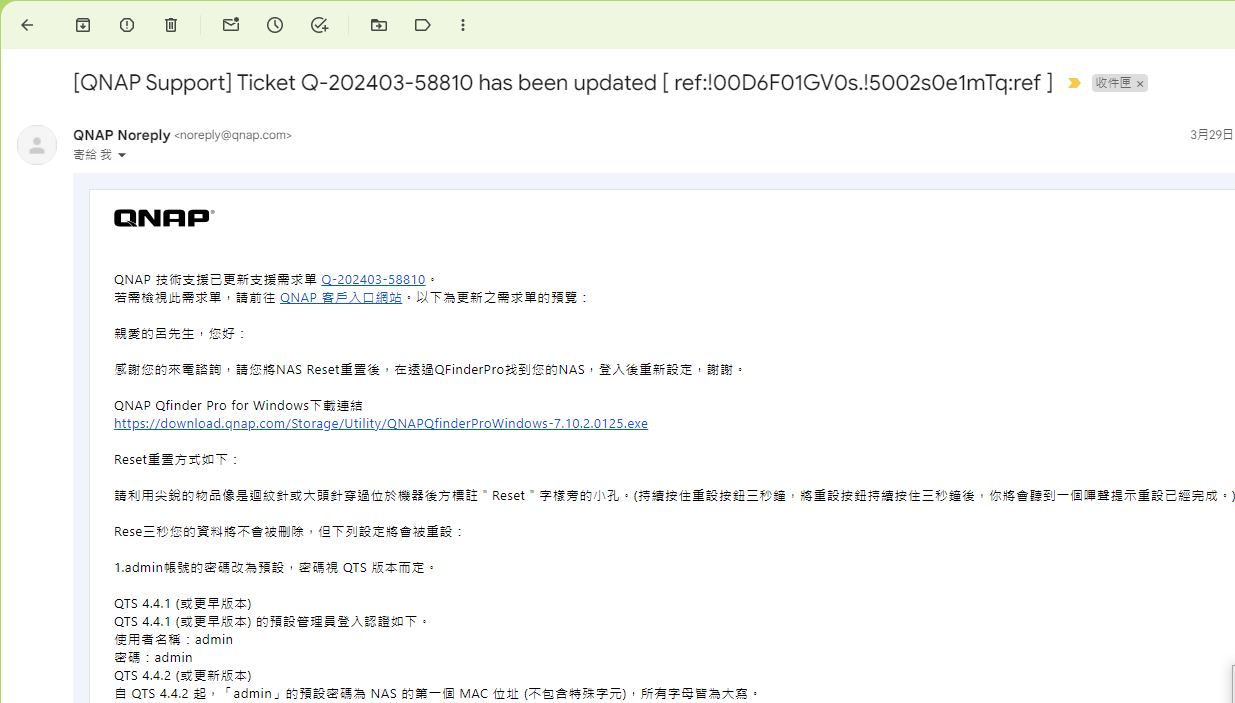 [QNAP Support] Ticket Q-202403-58810 has been updated [ ref:!00D6F01GV0s.!5002s0e1mTq:ref ]
收件匣 ×
QNAP Noreply <noreply@qnap.com>
3月29日
寄給 我
QNAP
QNAP 技術支援已更新支援需求單 Q-202403-58810。
若需檢視此需求單，請前往 QNAP 客戶入口網站。以下為更新之需求單的預覽：
親愛的呂先生，您好：
感謝您的來電諮詢，請您將NAS Reset重置後，在透過QFinderPro找到您的NAS，登入後重新設定，謝謝。
QNAP Qfinder Pro for Windows下載連結
https://download.qnap.com/Storage/Utility/QNAPQfinderProWindows-7.10.2.0125.exe
Reset重置方式如下：
請利用尖銳的物品像是迴紋針或大頭針穿過位於機器後方標註 " Reset " 字樣旁的小孔。(持續按住重設按鈕三秒鐘，將重設按鈕持續按住三秒鐘後，你將會聽到一個嗶聲提示重設已經完成。)
Rese三秒您的資料將不會被刪除，但下列設定將會被重設：
1.admin帳號的密碼改為預設，密碼視 QTS 版本而定。
QTS 4.4.1 (或更早版本)
QTS 4.4.1 (或更早版本) 的預設管理員登入認證如下。
使用者名稱：admin
密碼：admin
QTS 4.4.2 (或更新版本)
自 QTS 4.4.2 起，「admin」的預設密碼為 NAS 的第一個 MAC 位址 (不包含特殊字元)，所有字母皆為大寫。